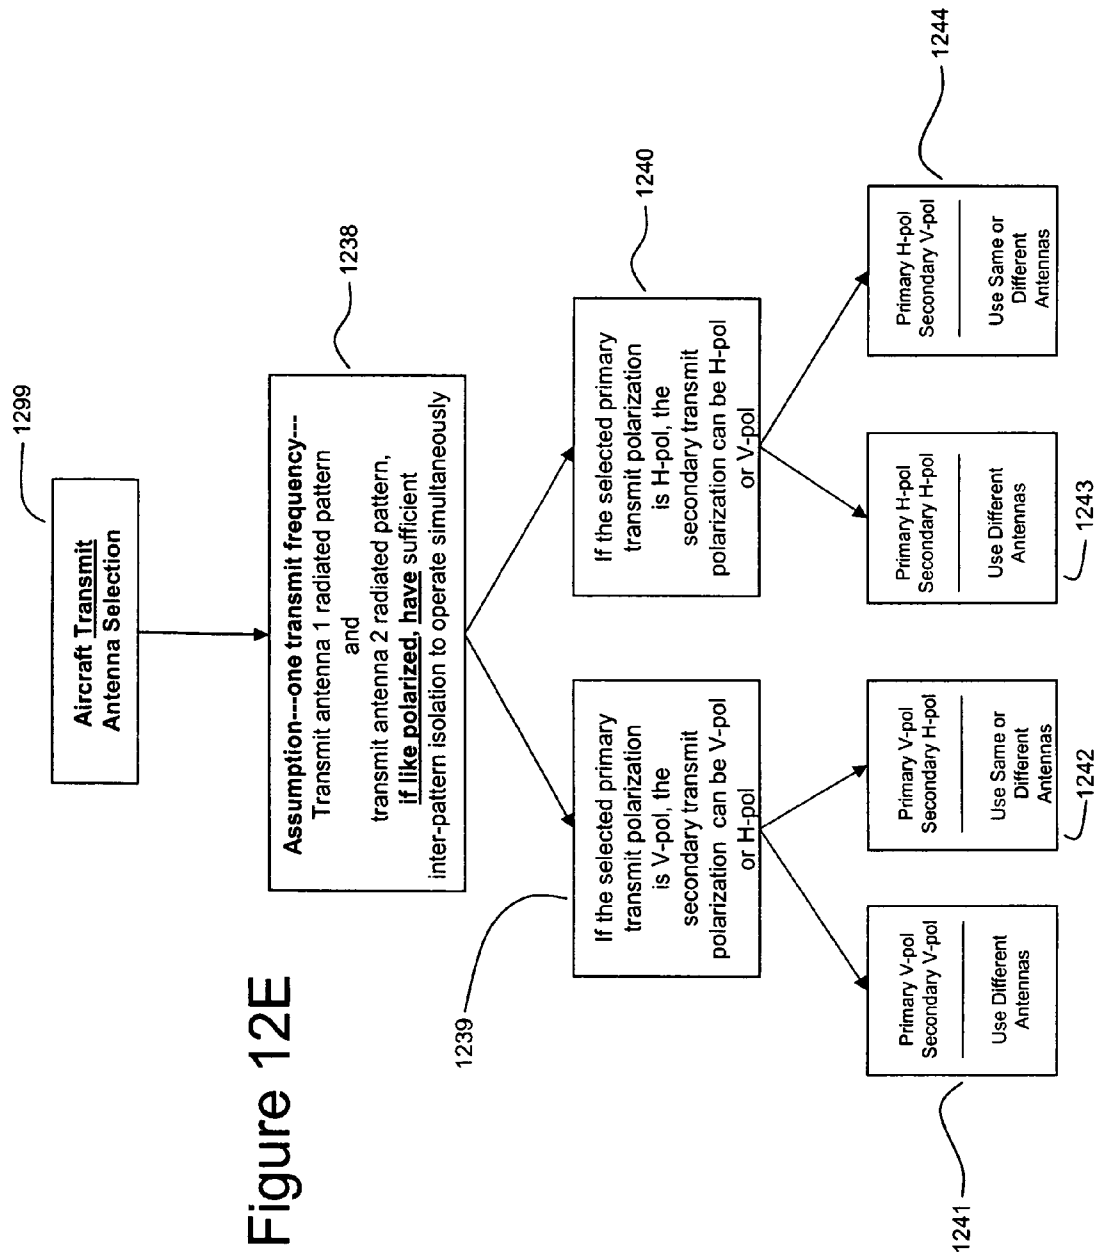 Figure 12E
Aircraft Transmit
Antenna Selection
1299
Assumption---one transmit frequency---
Transmit antenna 1 radiated pattern
and
transmit antenna 2 radiated pattern,
if like polarized, have sufficient
inter-pattern isolation to operate simultaneously
1238
1239
If the selected primary
transmit polarization
is V-pol, the
secondary transmit
polarization can be V-pol
or H-pol
If the selected primary
transmit polarization
is H-pol, the
secondary transmit
polarization can be H-pol
or V-pol
1240
Primary V-pol
Secondary V-pol
Use Different
Antennas
1241
Primary V-pol
Secondary H-pol
Use Same or
Different
Antennas
1242
Primary H-pol
Secondary H-pol
Use Different
Antennas
1243
Primary H-pol
Secondary V-pol
Use Same or
Different
Antennas
1244